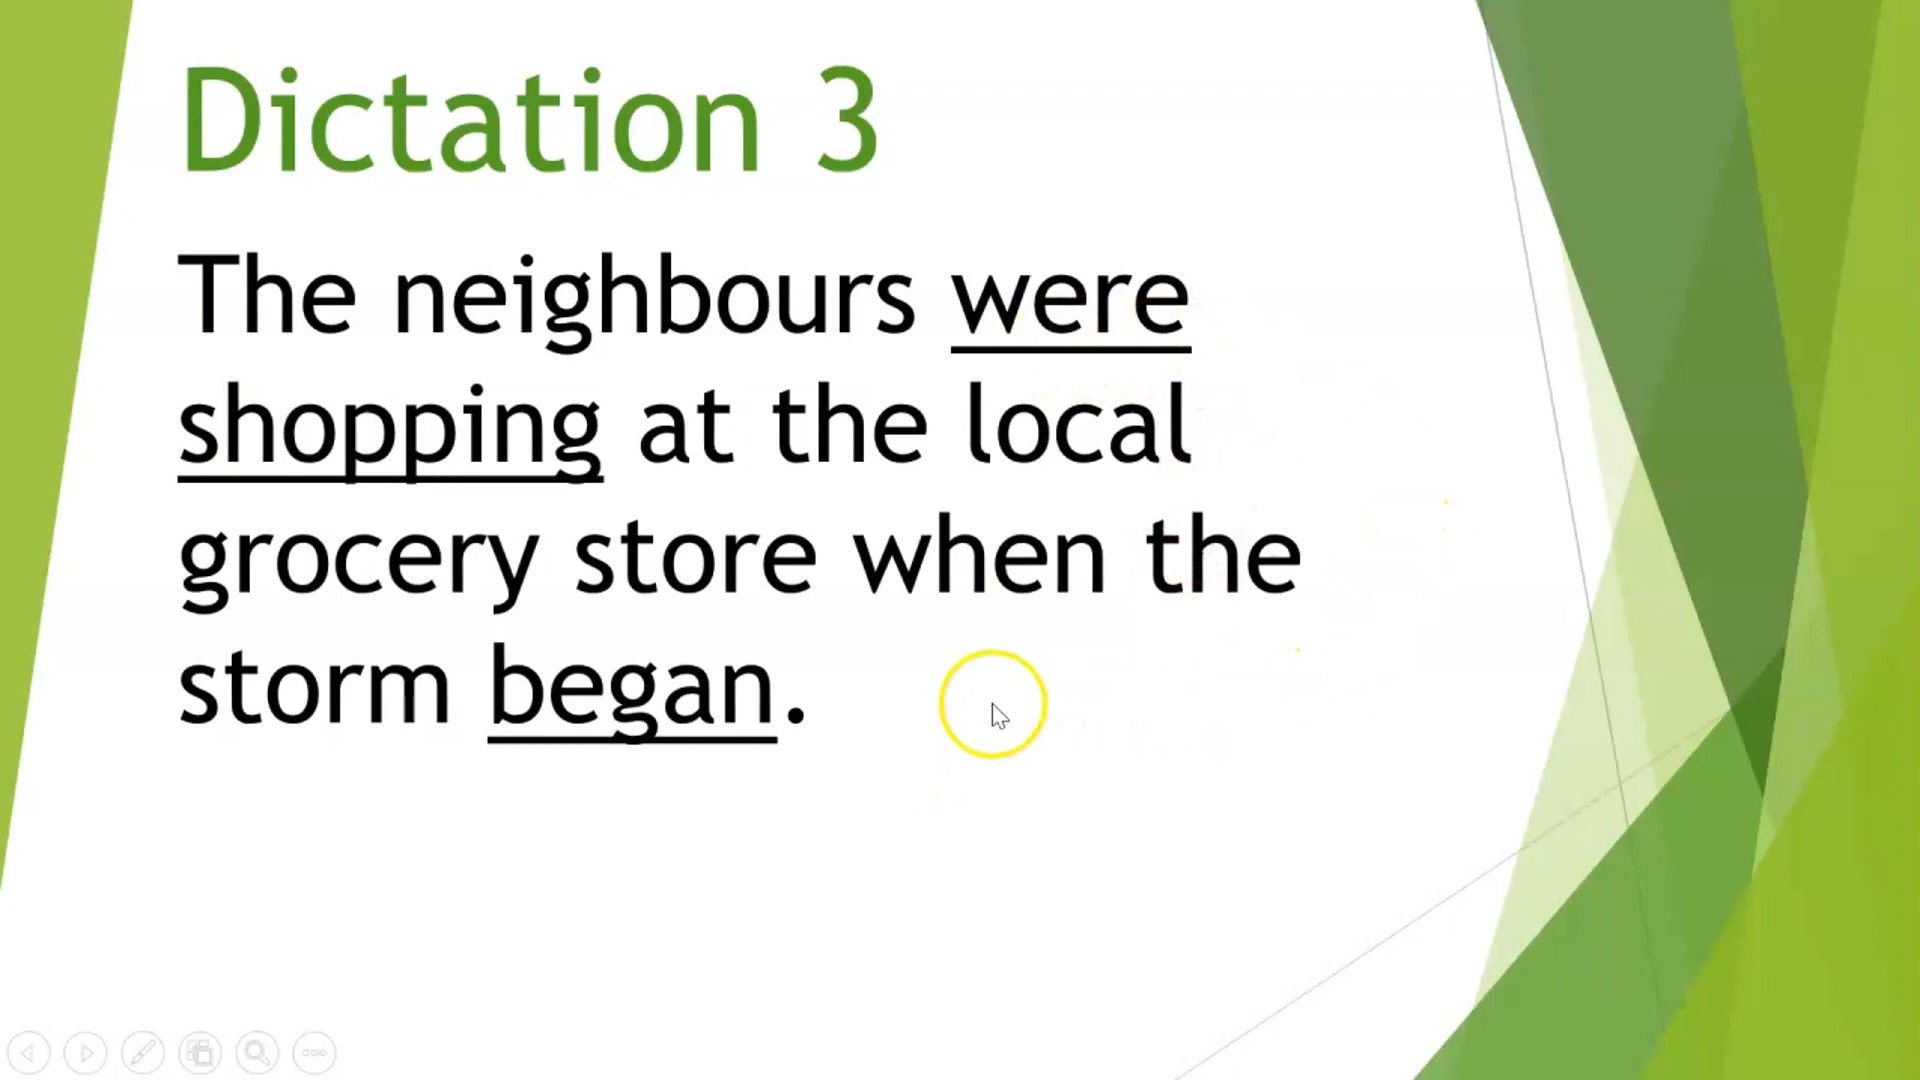 Dictation 3
The neighbours were
shopping at the local
grocery store when the
storm began.